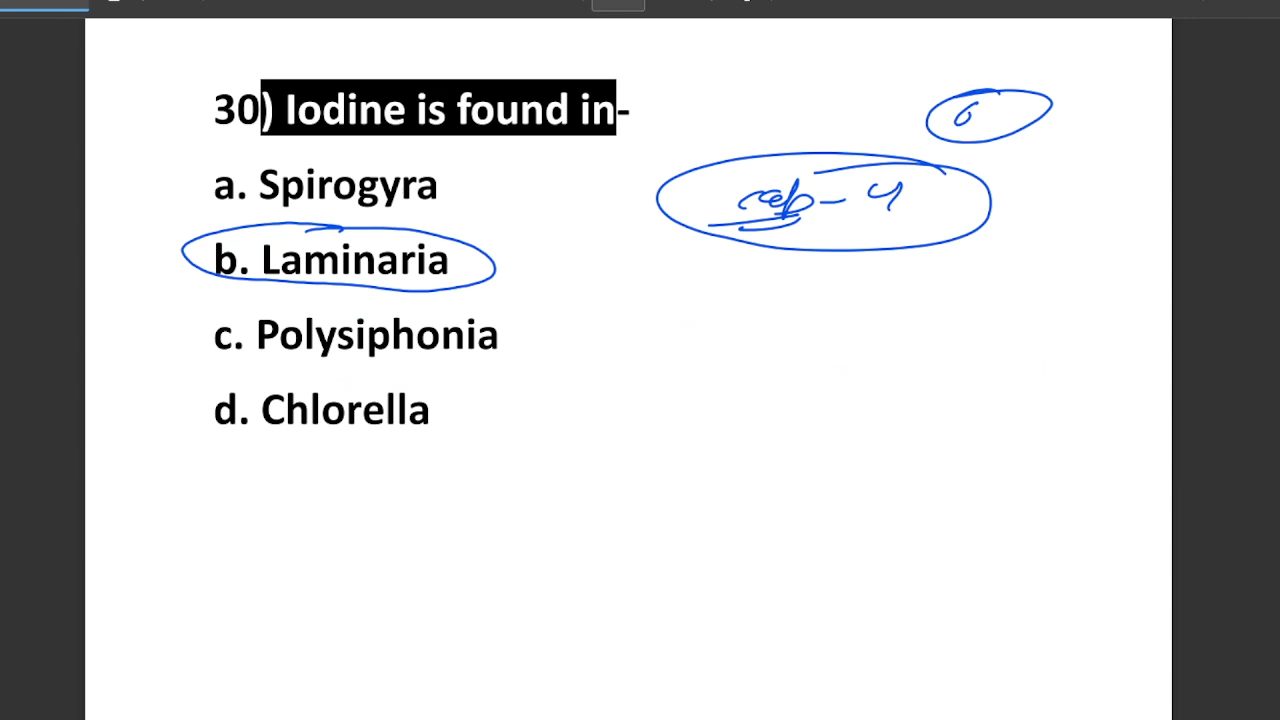 30) Iodine is found in-
a. Spirogyra
b. Laminaria
c. Polysiphonia
d. Chlorella